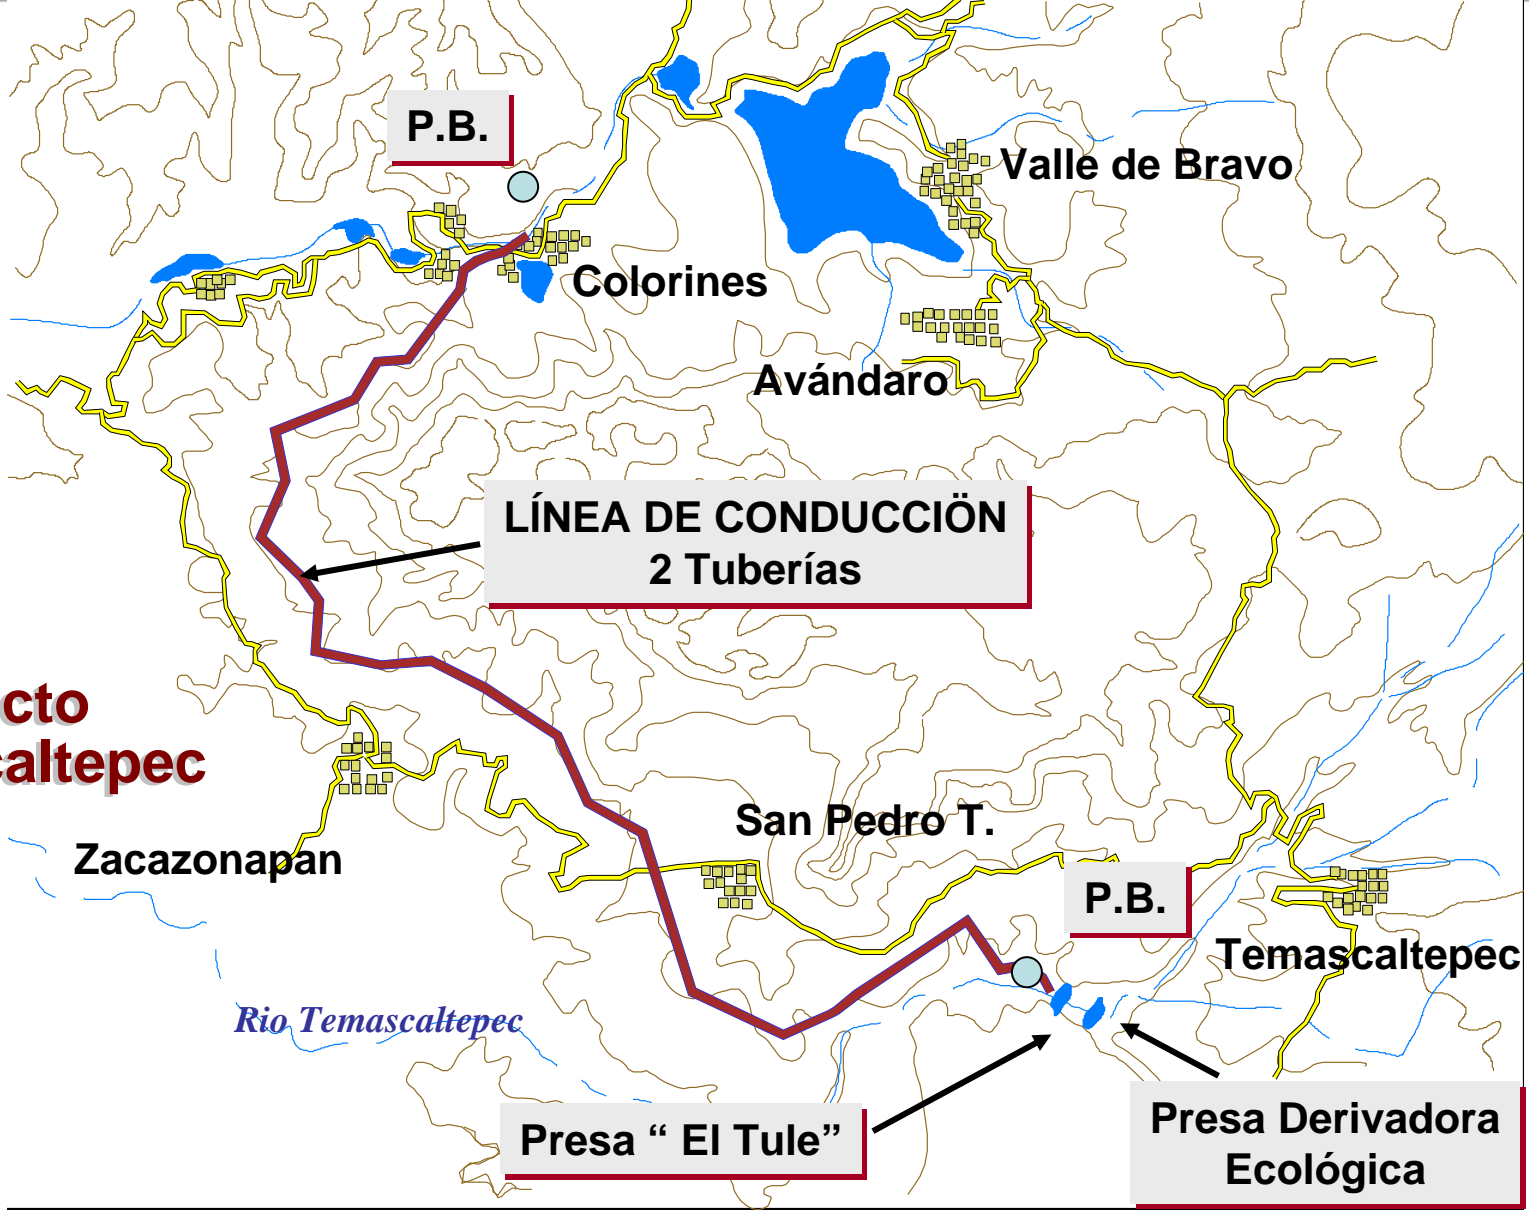 P.B.
Valle de Bravo
Colorines
Avándaro
LÍNEA DE CONDUCCIÖN
2 Tuberías
cto
caltepec
San Pedro T.
Zacazonapan
P.B.
Temascaltepec
Rio Temascaltepec
Presa “ El Tule”
Presa Derivadora
Ecológica